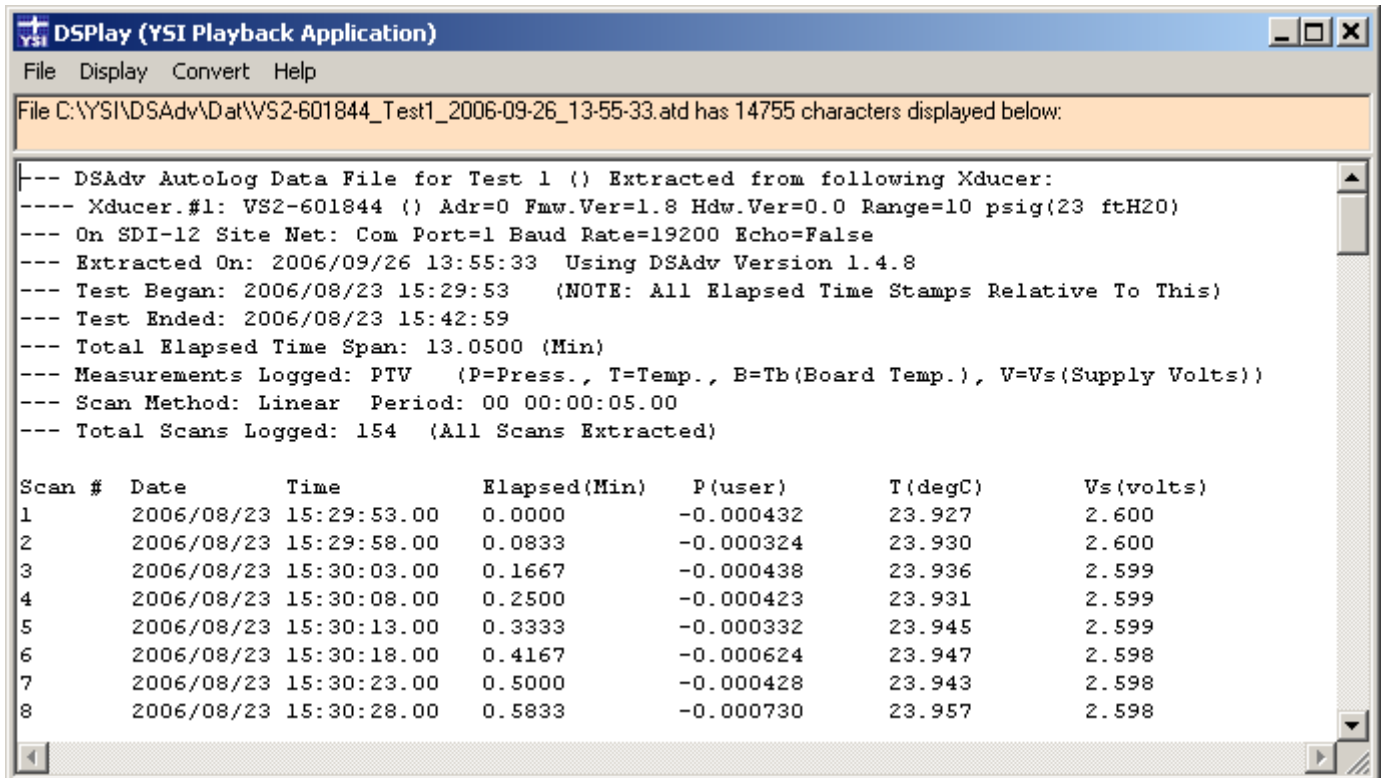 YSI DSPlay (YSI Playback Application)
File Display Convert Help
File C:\YSI\DSAdv\Dat\VS2-601844_Test1_2006-09-26_13-55-33.atd has 14755 characters displayed below:
--- DSAdv AutoLog Data File for Test 1 () Extracted from following Xducer:
---- Xducer.#1: VS2-601844 () Adr=0 Fmw.Ver=1.8 Hdw.Ver=0.0 Range=10 psig(23 ftH2O)
--- On SDI-12 Site Net: Com Port=1 Baud Rate=19200 Echo=False
--- Extracted On: 2006/09/26 13:55:33  Using DSAdv Version 1.4.8
--- Test Began: 2006/08/23 15:29:53   (NOTE: All Elapsed Time Stamps Relative To This)
--- Test Ended: 2006/08/23 15:42:59
--- Total Elapsed Time Span: 13.0500 (Min)
--- Measurements Logged: PTV   (P=Press., T=Temp., B=Tb(Board Temp.), V=Vs(Supply Volts))
--- Scan Method: Linear  Period: 00 00:00:05.00
--- Total Scans Logged: 154  (All Scans Extracted)
Scan # Date Time Elapsed(Min) P(user) T(degC) Vs(volts)
1 2006/08/23 15:29:53.00 0.0000 -0.000432 23.927 2.600
2 2006/08/23 15:29:58.00 0.0833 -0.000324 23.930 2.600
3 2006/08/23 15:30:03.00 0.1667 -0.000438 23.936 2.599
4 2006/08/23 15:30:08.00 0.2500 -0.000423 23.931 2.599
5 2006/08/23 15:30:13.00 0.3333 -0.000332 23.945 2.599
6 2006/08/23 15:30:18.00 0.4167 -0.000624 23.947 2.598
7 2006/08/23 15:30:23.00 0.5000 -0.000428 23.943 2.598
8 2006/08/23 15:30:28.00 0.5833 -0.000730 23.957 2.598